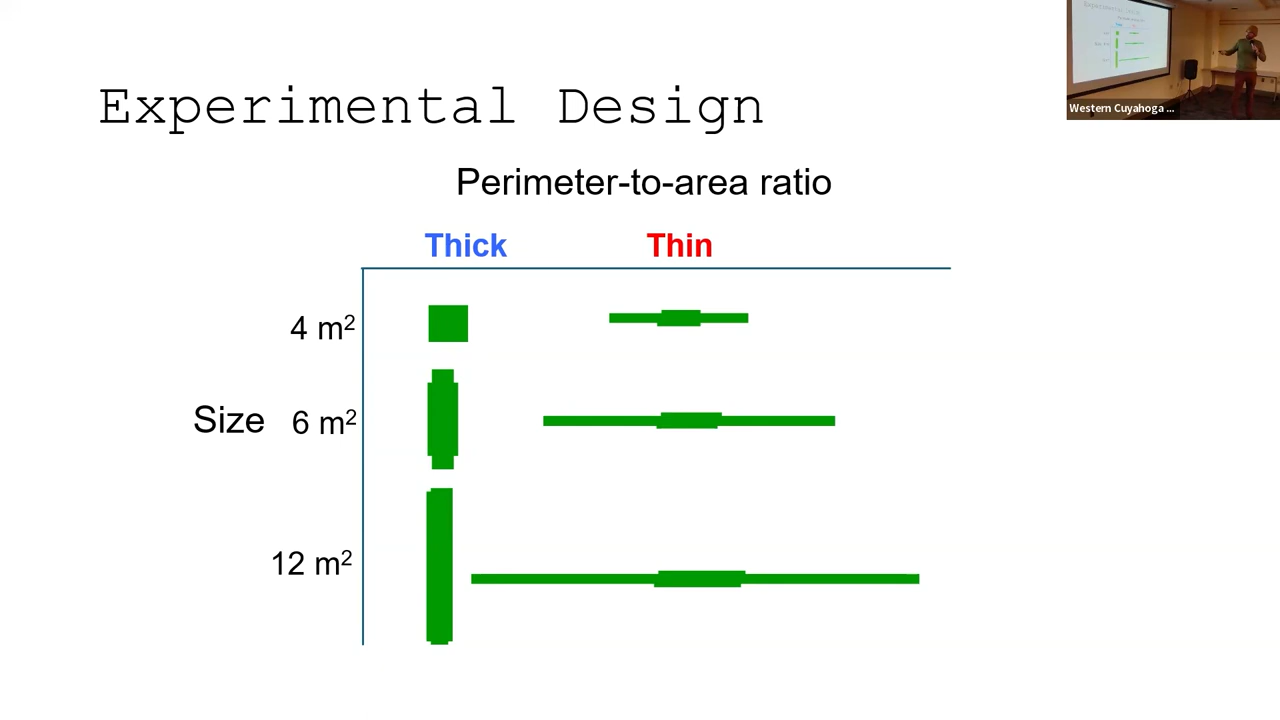 Experimental Design
Perimeter-to-area ratio
Thick Thin
4 m²
Size 6 m²
12 m²
Western Cuyahoga ...